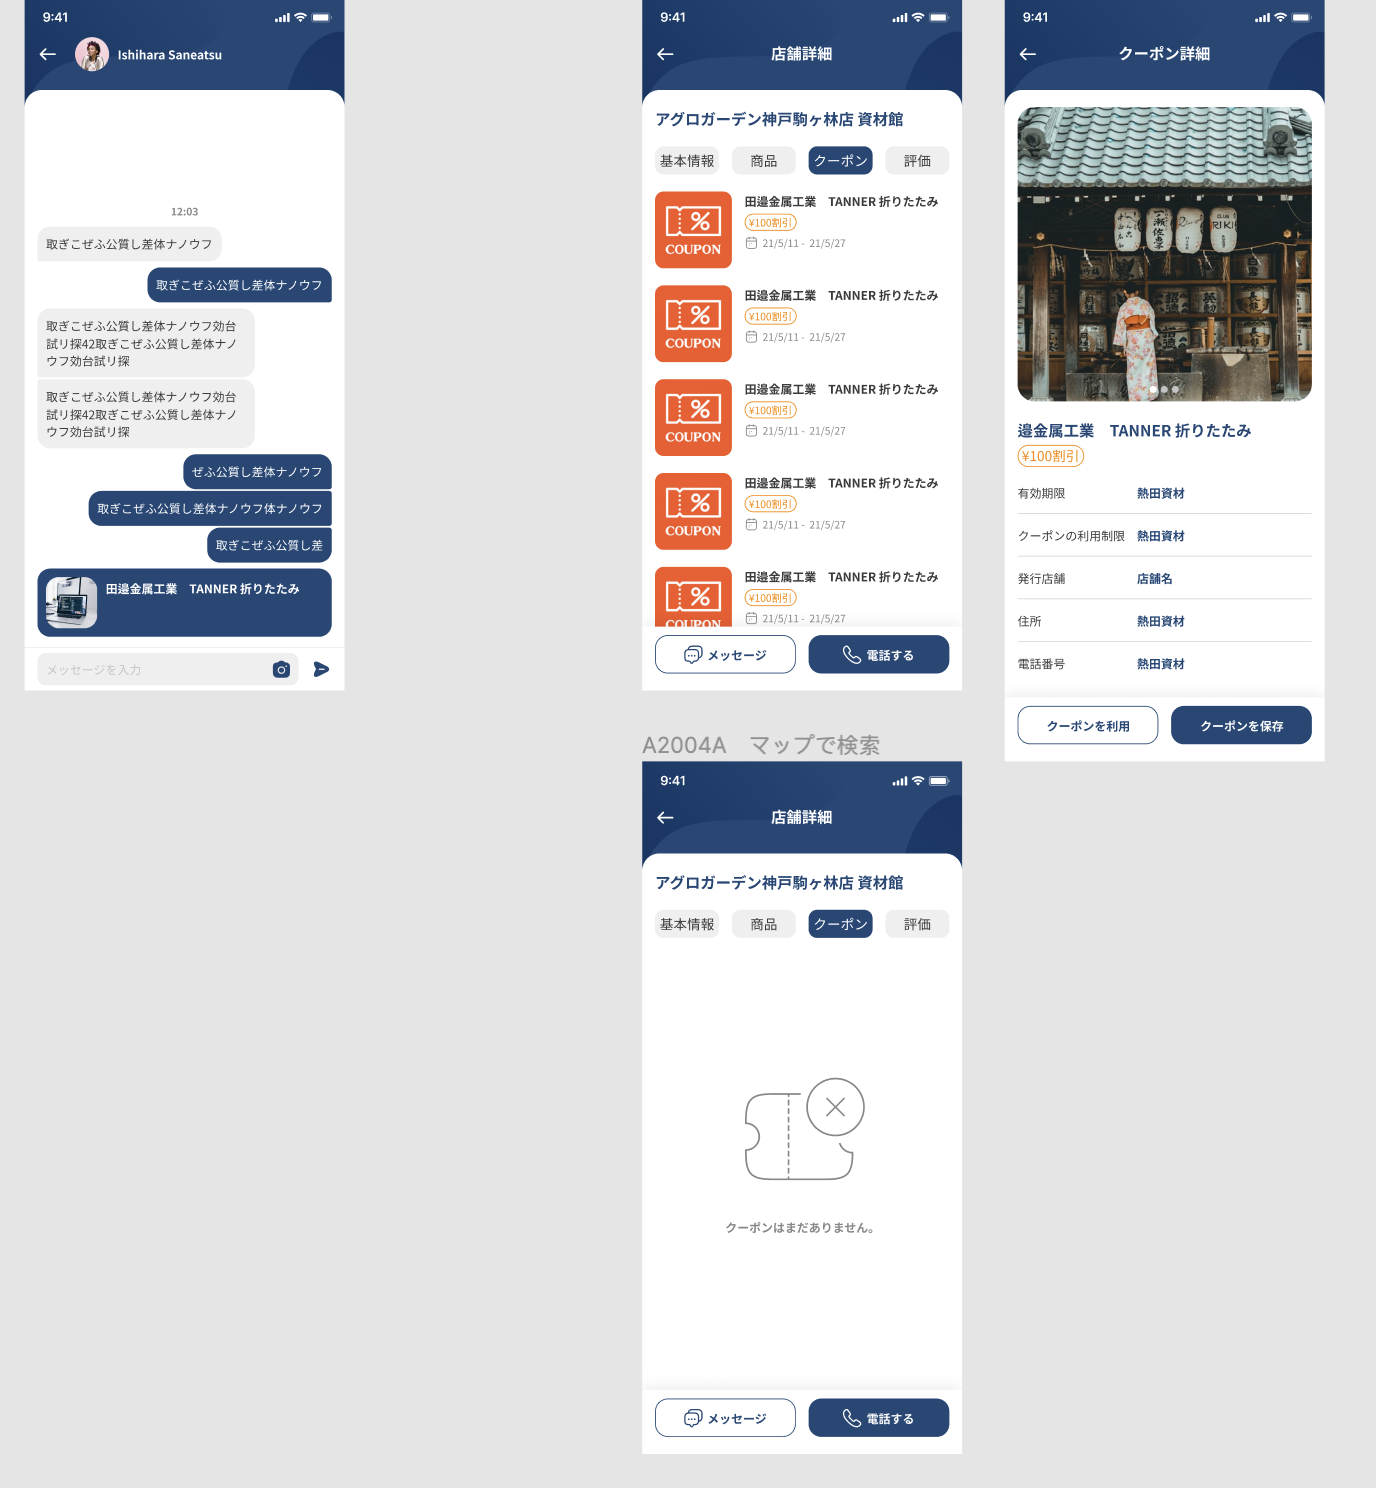 9:41
Ishihara Saneatsu
12:03
取ぎこぜふ公質し差体ナノウフ
取ぎこぜふ公質し差体ナノウフ
取ぎこぜふ公質し差体ナノウフ効台
試リ探42取ぎこぜふ公質し差体ナノ
ウフ効台試リ探
取ぎこぜふ公質し差体ナノウフ効台
試リ探42取ぎこぜふ公質し差体ナノ
ウフ効台試リ探
ぜふ公質し差体ナノウフ
取ぎこぜふ公質し差体ナノウフ体ナノウフ
取ぎこぜふ公質し差
田邉金属工業　TANNER 折りたたみ
メッセージを入力
9:41
店舗詳細
アグロガーデン神戸駒ヶ林店 資材館
基本情報
商品
クーポン
評価
COUPON
田邉金属工業　TANNER 折りたたみ
¥100割引
21/5/11 - 21/5/27
COUPON
田邉金属工業　TANNER 折りたたみ
¥100割引
21/5/11 - 21/5/27
COUPON
田邉金属工業　TANNER 折りたたみ
¥100割引
21/5/11 - 21/5/27
COUPON
田邉金属工業　TANNER 折りたたみ
¥100割引
21/5/11 - 21/5/27
COUPON
田邉金属工業　TANNER 折りたたみ
¥100割引
21/5/11 - 21/5/27
メッセージ
電話する
9:41
クーポン詳細
CLUB
RIKI
邉金属工業　TANNER 折りたたみ
¥100割引
有効期限
熱田資材
クーポンの利用制限
熱田資材
発行店舗
店舗名
住所
熱田資材
電話番号
熱田資材
クーポンを利用
クーポンを保存
A2004A　マップで検索
9:41
店舗詳細
アグロガーデン神戸駒ヶ林店 資材館
基本情報
商品
クーポン
評価
クーポンはまだありません。
メッセージ
電話する